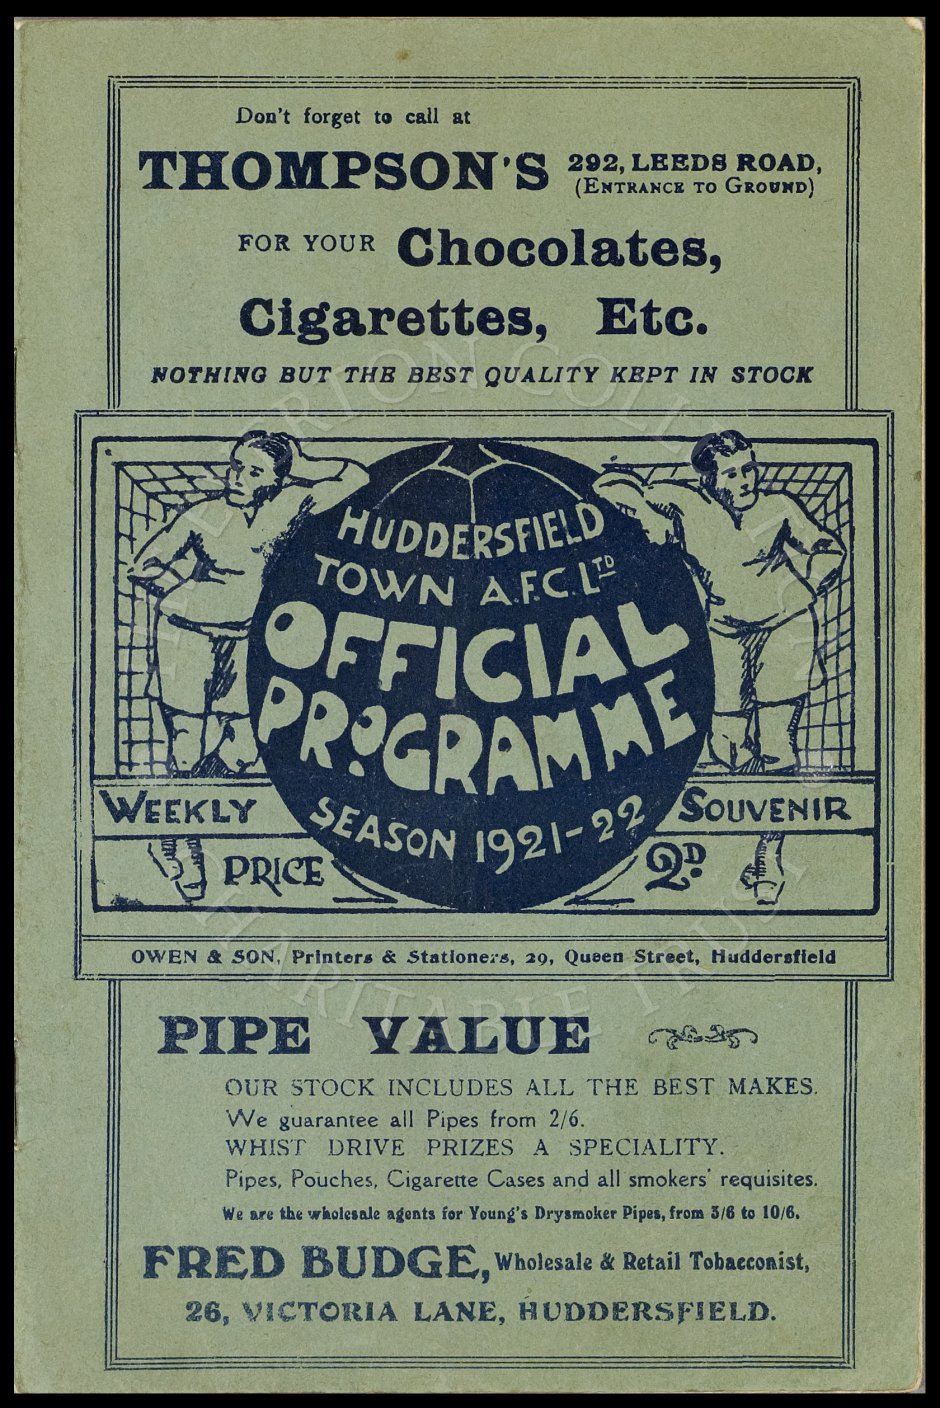 Don't forget to call at
THOMPSON'S 292, LEEDS ROAD,
(ENTRANCE TO GROUND)
FOR YOUR Chocolates,
Cigarettes, Etc.
NOTHING BUT THE BEST QUALITY KEPT IN STOCK
HUDDERSFIELD
TOWN A.F.C. LTD
OFFICIAL
PROGRAMME
SEASON 1921-22
WEEKLY SOUVENIR
PRICE 2D.
OWEN & SON, Printers & Stationers, 29, Queen Street, Huddersfield
PIPE VALUE
OUR STOCK INCLUDES ALL THE BEST MAKES.
We guarantee all Pipes from 2/6.
WHIST DRIVE PRIZES A SPECIALITY.
Pipes, Pouches, Cigarette Cases and all smokers' requisites.
We are the wholesale agents for Young's Drysmoker Pipes, from 3/6 to 10/6.
FRED BUDGE, Wholesale & Retail Tobacconist,
26, VICTORIA LANE, HUDDERSFIELD.
COLLECTION
CHARITABLE TRUST